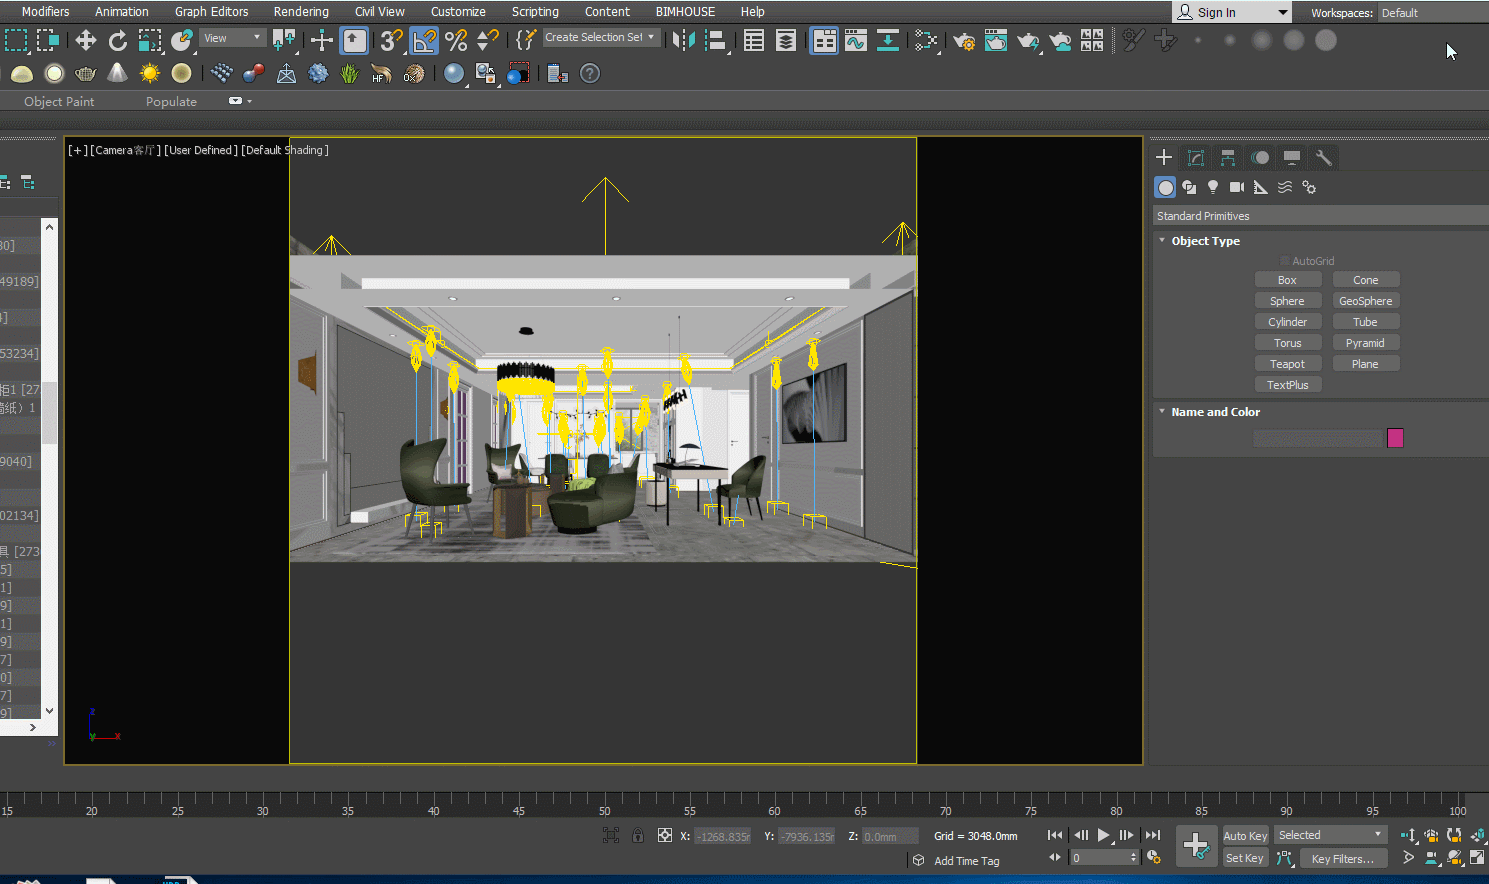 Modifiers Animation Graph Editors Rendering Civil View Customize Scripting Content BIMHOUSE Help Sign In Workspaces: Default
View Create Selection Set
Object Paint Populate
[+] [Camera客厅] [User Defined] [Default Shading]
30]
49189]
53234]
柜1 [27
9040]
02134]
具 [273
5]
1]
9]
1]
9]
7]
0]
7]
9]
Standard Primitives
Object Type
AutoGrid
Box Cone
Sphere GeoSphere
Cylinder Tube
Torus Pyramid
Teapot Plane
TextPlus
Name and Color
z
y x
15 20 25 30 35 40 45 50 55 60 65 70 75 80 85 90 95 100
X: -1268.835m Y: -7936.135m Z: 0.0mm Grid = 3048.0mm Auto Key Selected
Add Time Tag 0 Set Key Key Filters...